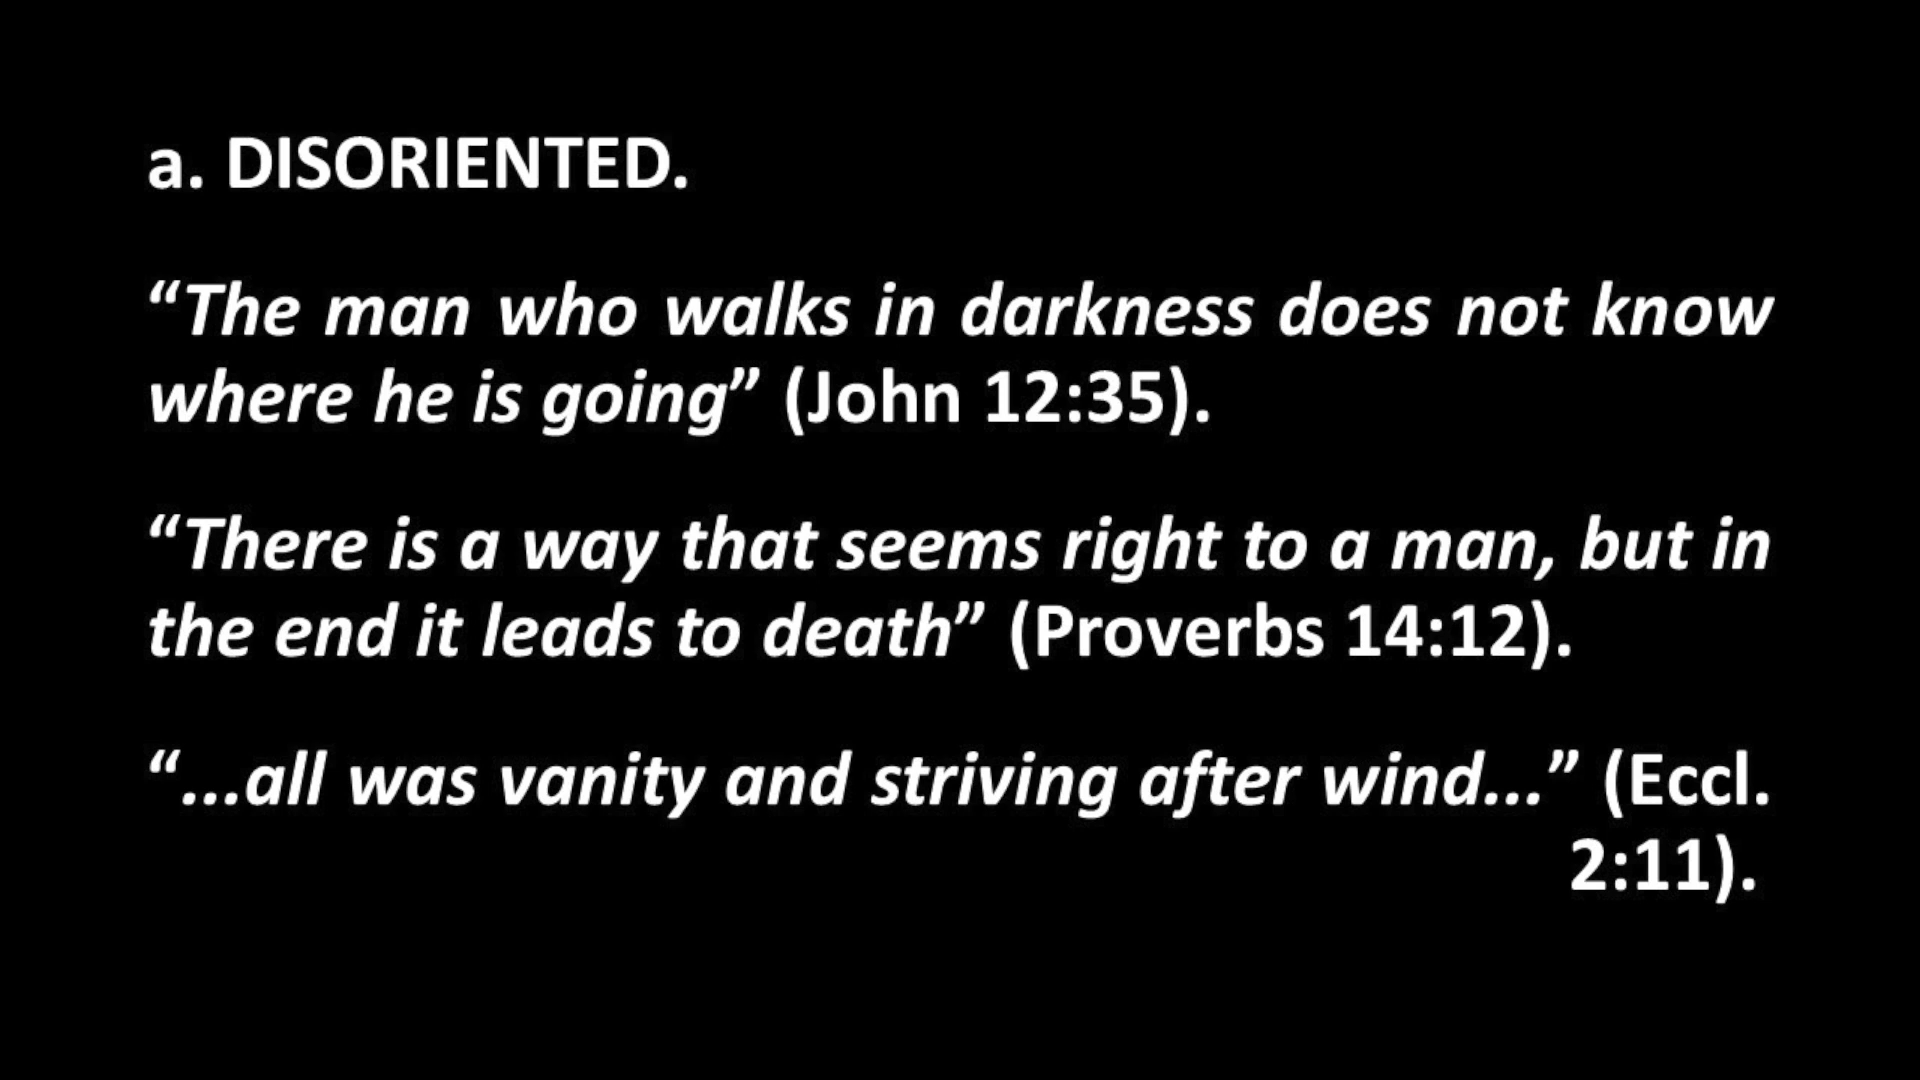 a. DISORIENTED.
“The man who walks in darkness does not know
where he is going” (John 12:35).
“There is a way that seems right to a man, but in
the end it leads to death” (Proverbs 14:12).
“...all was vanity and striving after wind...” (Eccl.
2:11).